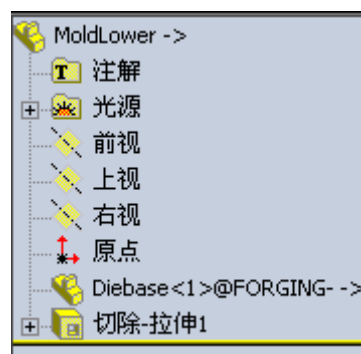 MoldLower ->
T 注解
光源
前视
上视
右视
原点
Diebase<1>@FORGING- ->
切除-拉伸1